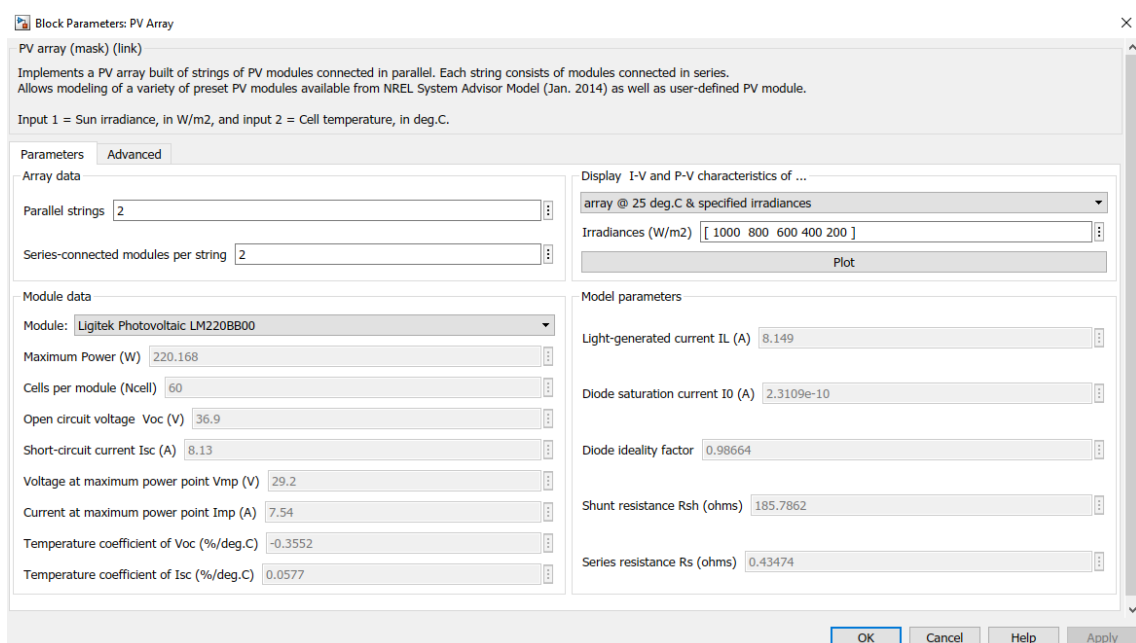 Block Parameters: PV Array
PV array (mask) (link)
Implements a PV array built of strings of PV modules connected in parallel. Each string consists of modules connected in series.
Allows modeling of a variety of preset PV modules available from NREL System Advisor Model (Jan. 2014) as well as user-defined PV module.
Input 1 = Sun irradiance, in W/m2, and input 2 = Cell temperature, in deg.C.
Parameters Advanced
Array data
Parallel strings 2
Series-connected modules per string 2
Display I-V and P-V characteristics of ...
array @ 25 deg.C & specified irradiances
Irradiances (W/m2) [ 1000 800 600 400 200 ]
Plot
Module data
Module: Ligitek Photovoltaic LM220BB00
Maximum Power (W) 220.168
Cells per module (Ncell) 60
Open circuit voltage Voc (V) 36.9
Short-circuit current Isc (A) 8.13
Voltage at maximum power point Vmp (V) 29.2
Current at maximum power point Imp (A) 7.54
Temperature coefficient of Voc (%/deg.C) -0.3552
Temperature coefficient of Isc (%/deg.C) 0.0577
Model parameters
Light-generated current IL (A) 8.149
Diode saturation current I0 (A) 2.3109e-10
Diode ideality factor 0.98664
Shunt resistance Rsh (ohms) 185.7862
Series resistance Rs (ohms) 0.43474
OK Cancel Help Apply